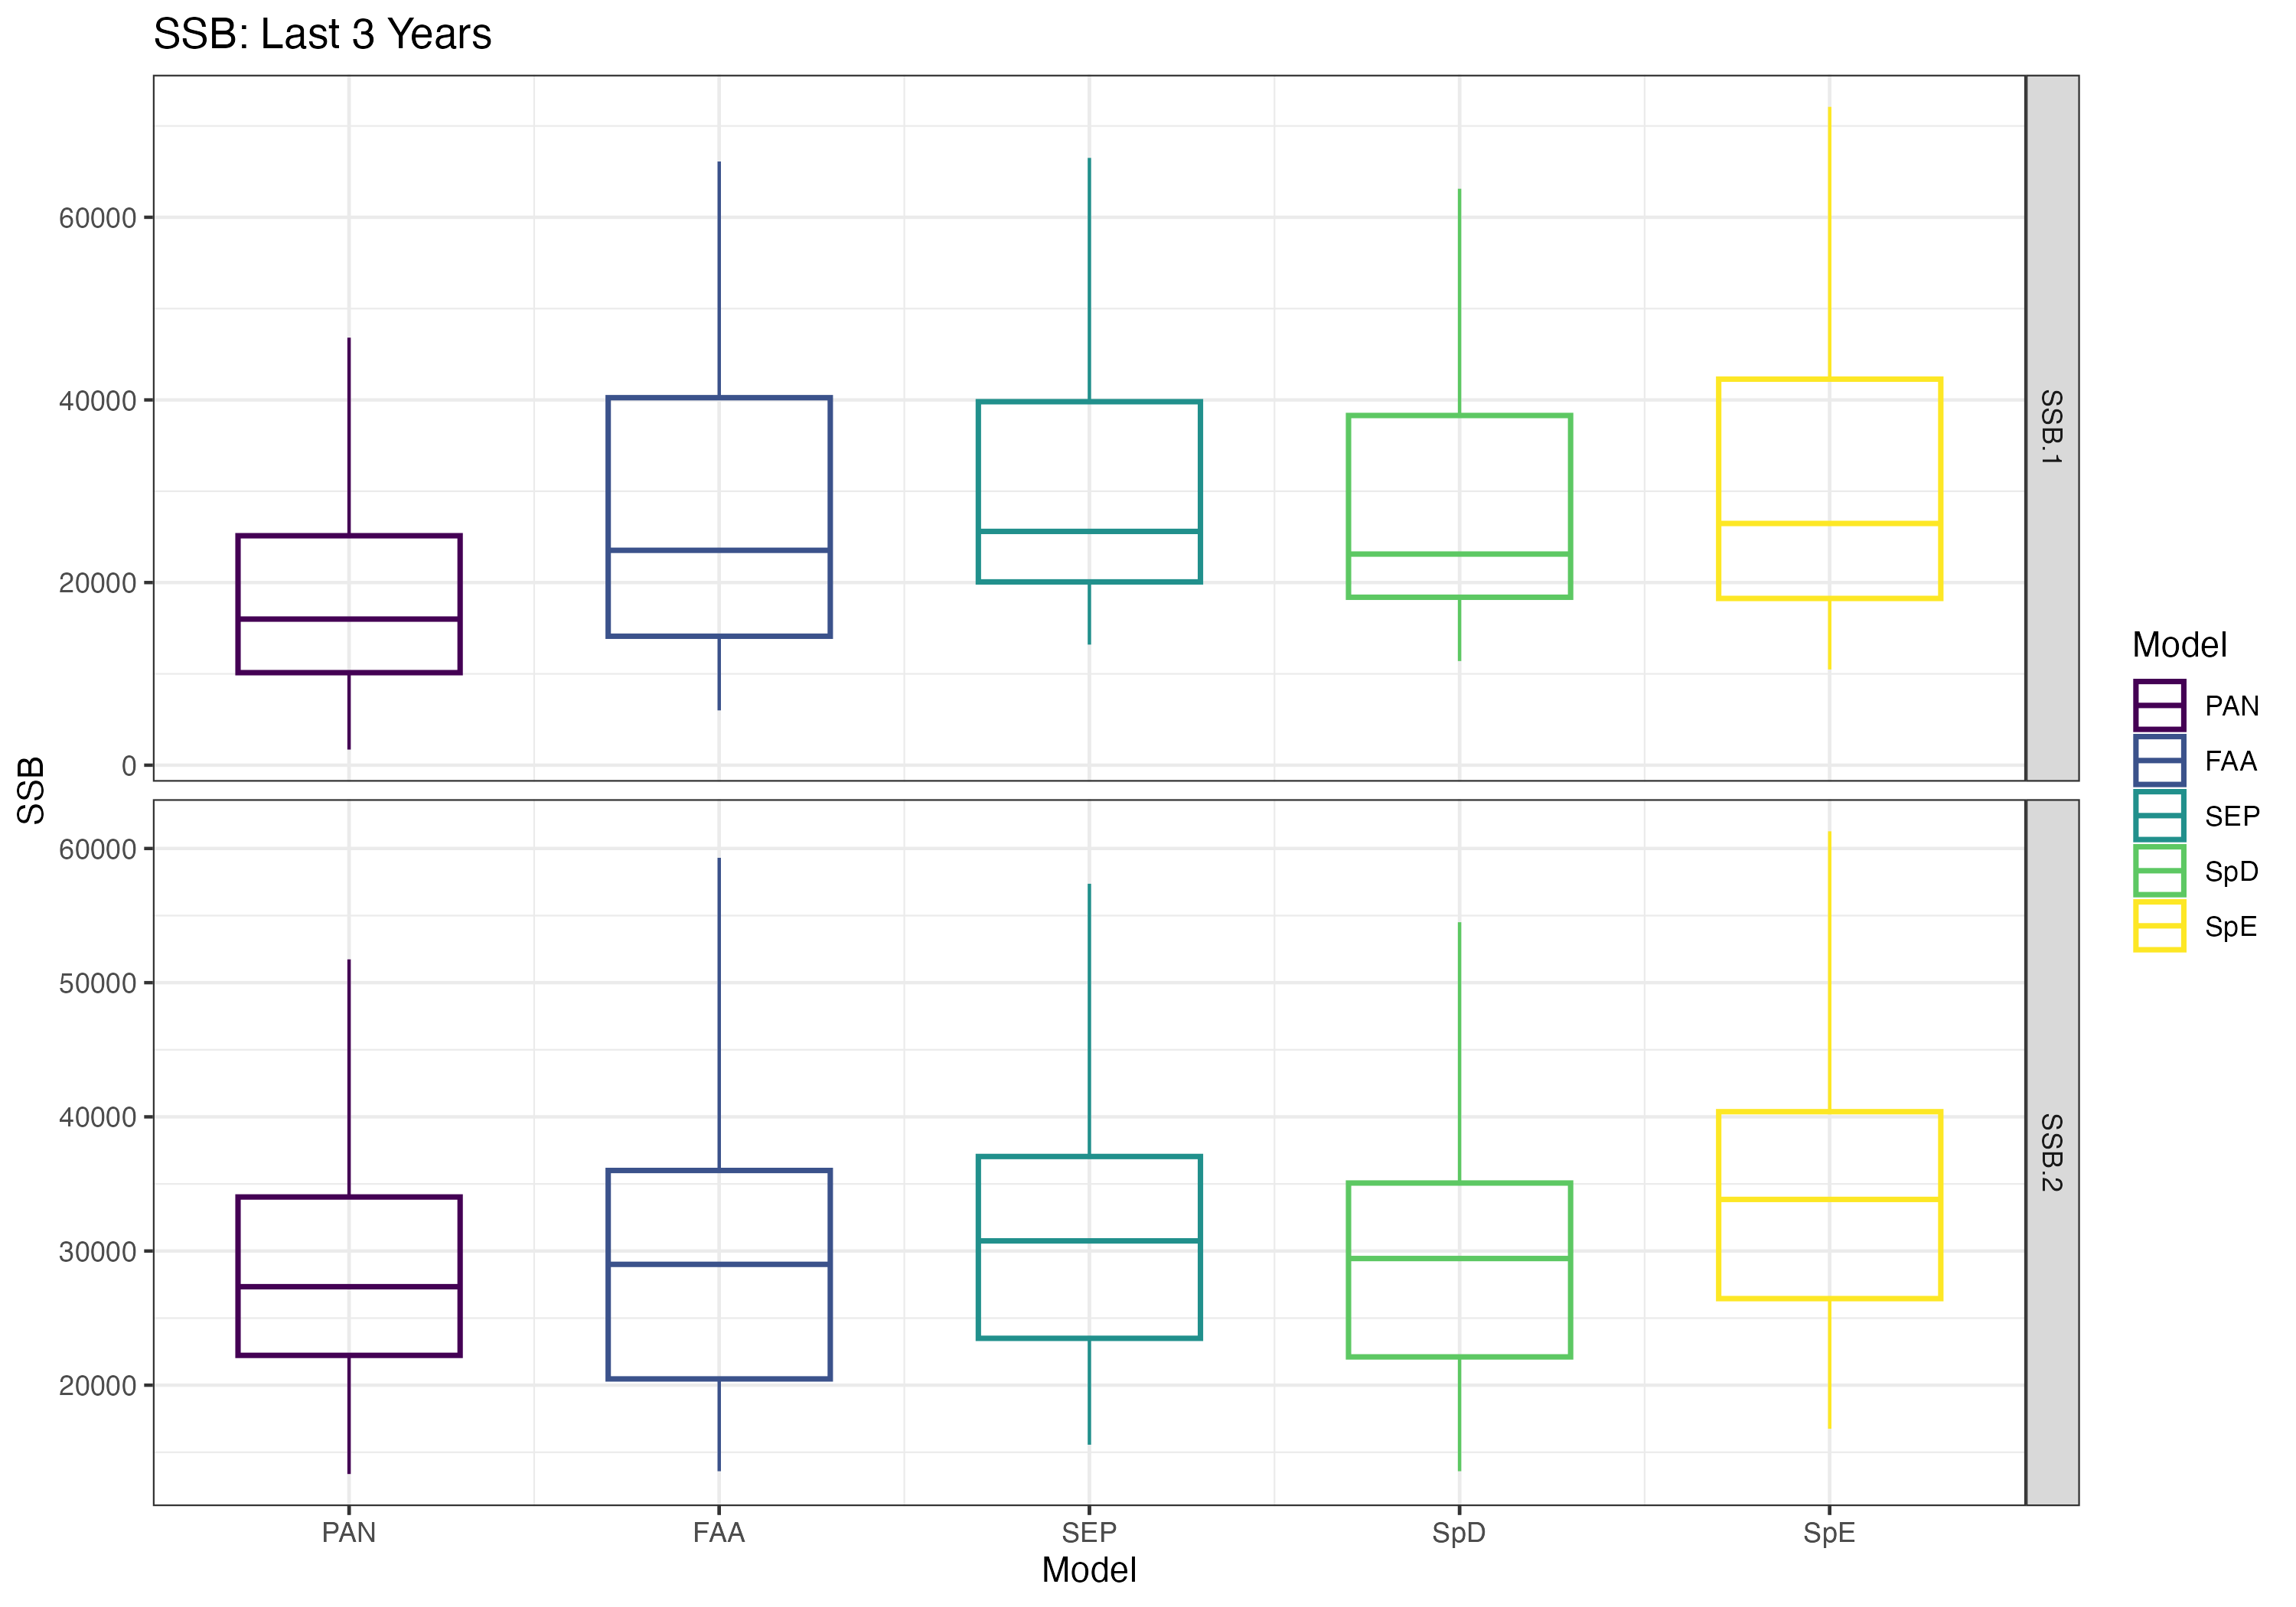 SSB: Last 3 Years
SSB
60000
40000
20000
0
SSB.1
60000
50000
40000
30000
20000
SSB.2
PAN
FAA
SEP
SpD
SpE
Model
Model
PAN
FAA
SEP
SpD
SpE